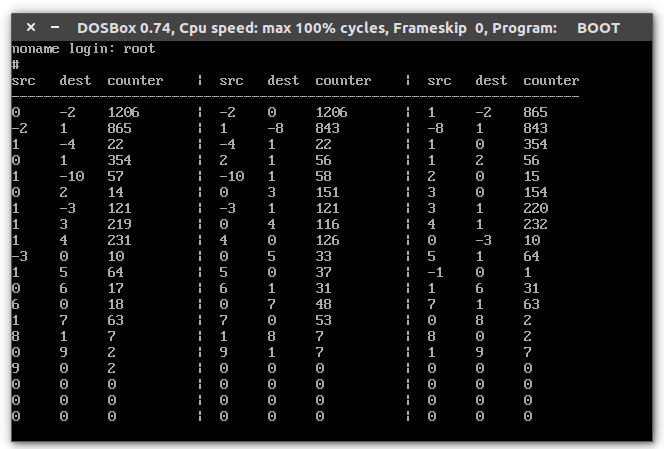 DOSBox 0.74, Cpu speed: max 100% cycles, Frameskip 0, Program: BOOT
noname login: root
#
src dest counter ¦ src dest counter ¦ src dest counter
------------------------------------------------------------------------
0 -2 1206 ¦ -2 0 1206 ¦ 1 -2 865
-2 1 865 ¦ 1 -8 843 ¦ -8 1 843
1 -4 22 ¦ -4 1 22 ¦ 1 0 354
0 1 354 ¦ 2 1 56 ¦ 1 2 56
1 -10 57 ¦ -10 1 58 ¦ 2 0 15
0 2 14 ¦ 0 3 151 ¦ 3 0 154
1 -3 121 ¦ -3 1 121 ¦ 3 1 220
1 3 219 ¦ 0 4 116 ¦ 4 1 232
1 4 231 ¦ 4 0 126 ¦ 0 -3 10
-3 0 10 ¦ 0 5 33 ¦ 5 1 64
1 5 64 ¦ 5 0 37 ¦ -1 0 1
0 6 17 ¦ 6 1 31 ¦ 1 6 31
6 0 18 ¦ 0 7 48 ¦ 7 1 63
1 7 63 ¦ 7 0 53 ¦ 0 8 2
8 1 7 ¦ 1 8 7 ¦ 8 0 2
0 9 2 ¦ 9 1 7 ¦ 1 9 7
9 0 2 ¦ 0 0 0 ¦ 0 0 0
0 0 0 ¦ 0 0 0 ¦ 0 0 0
0 0 0 ¦ 0 0 0 ¦ 0 0 0
0 0 0 ¦ 0 0 0 ¦ 0 0 0